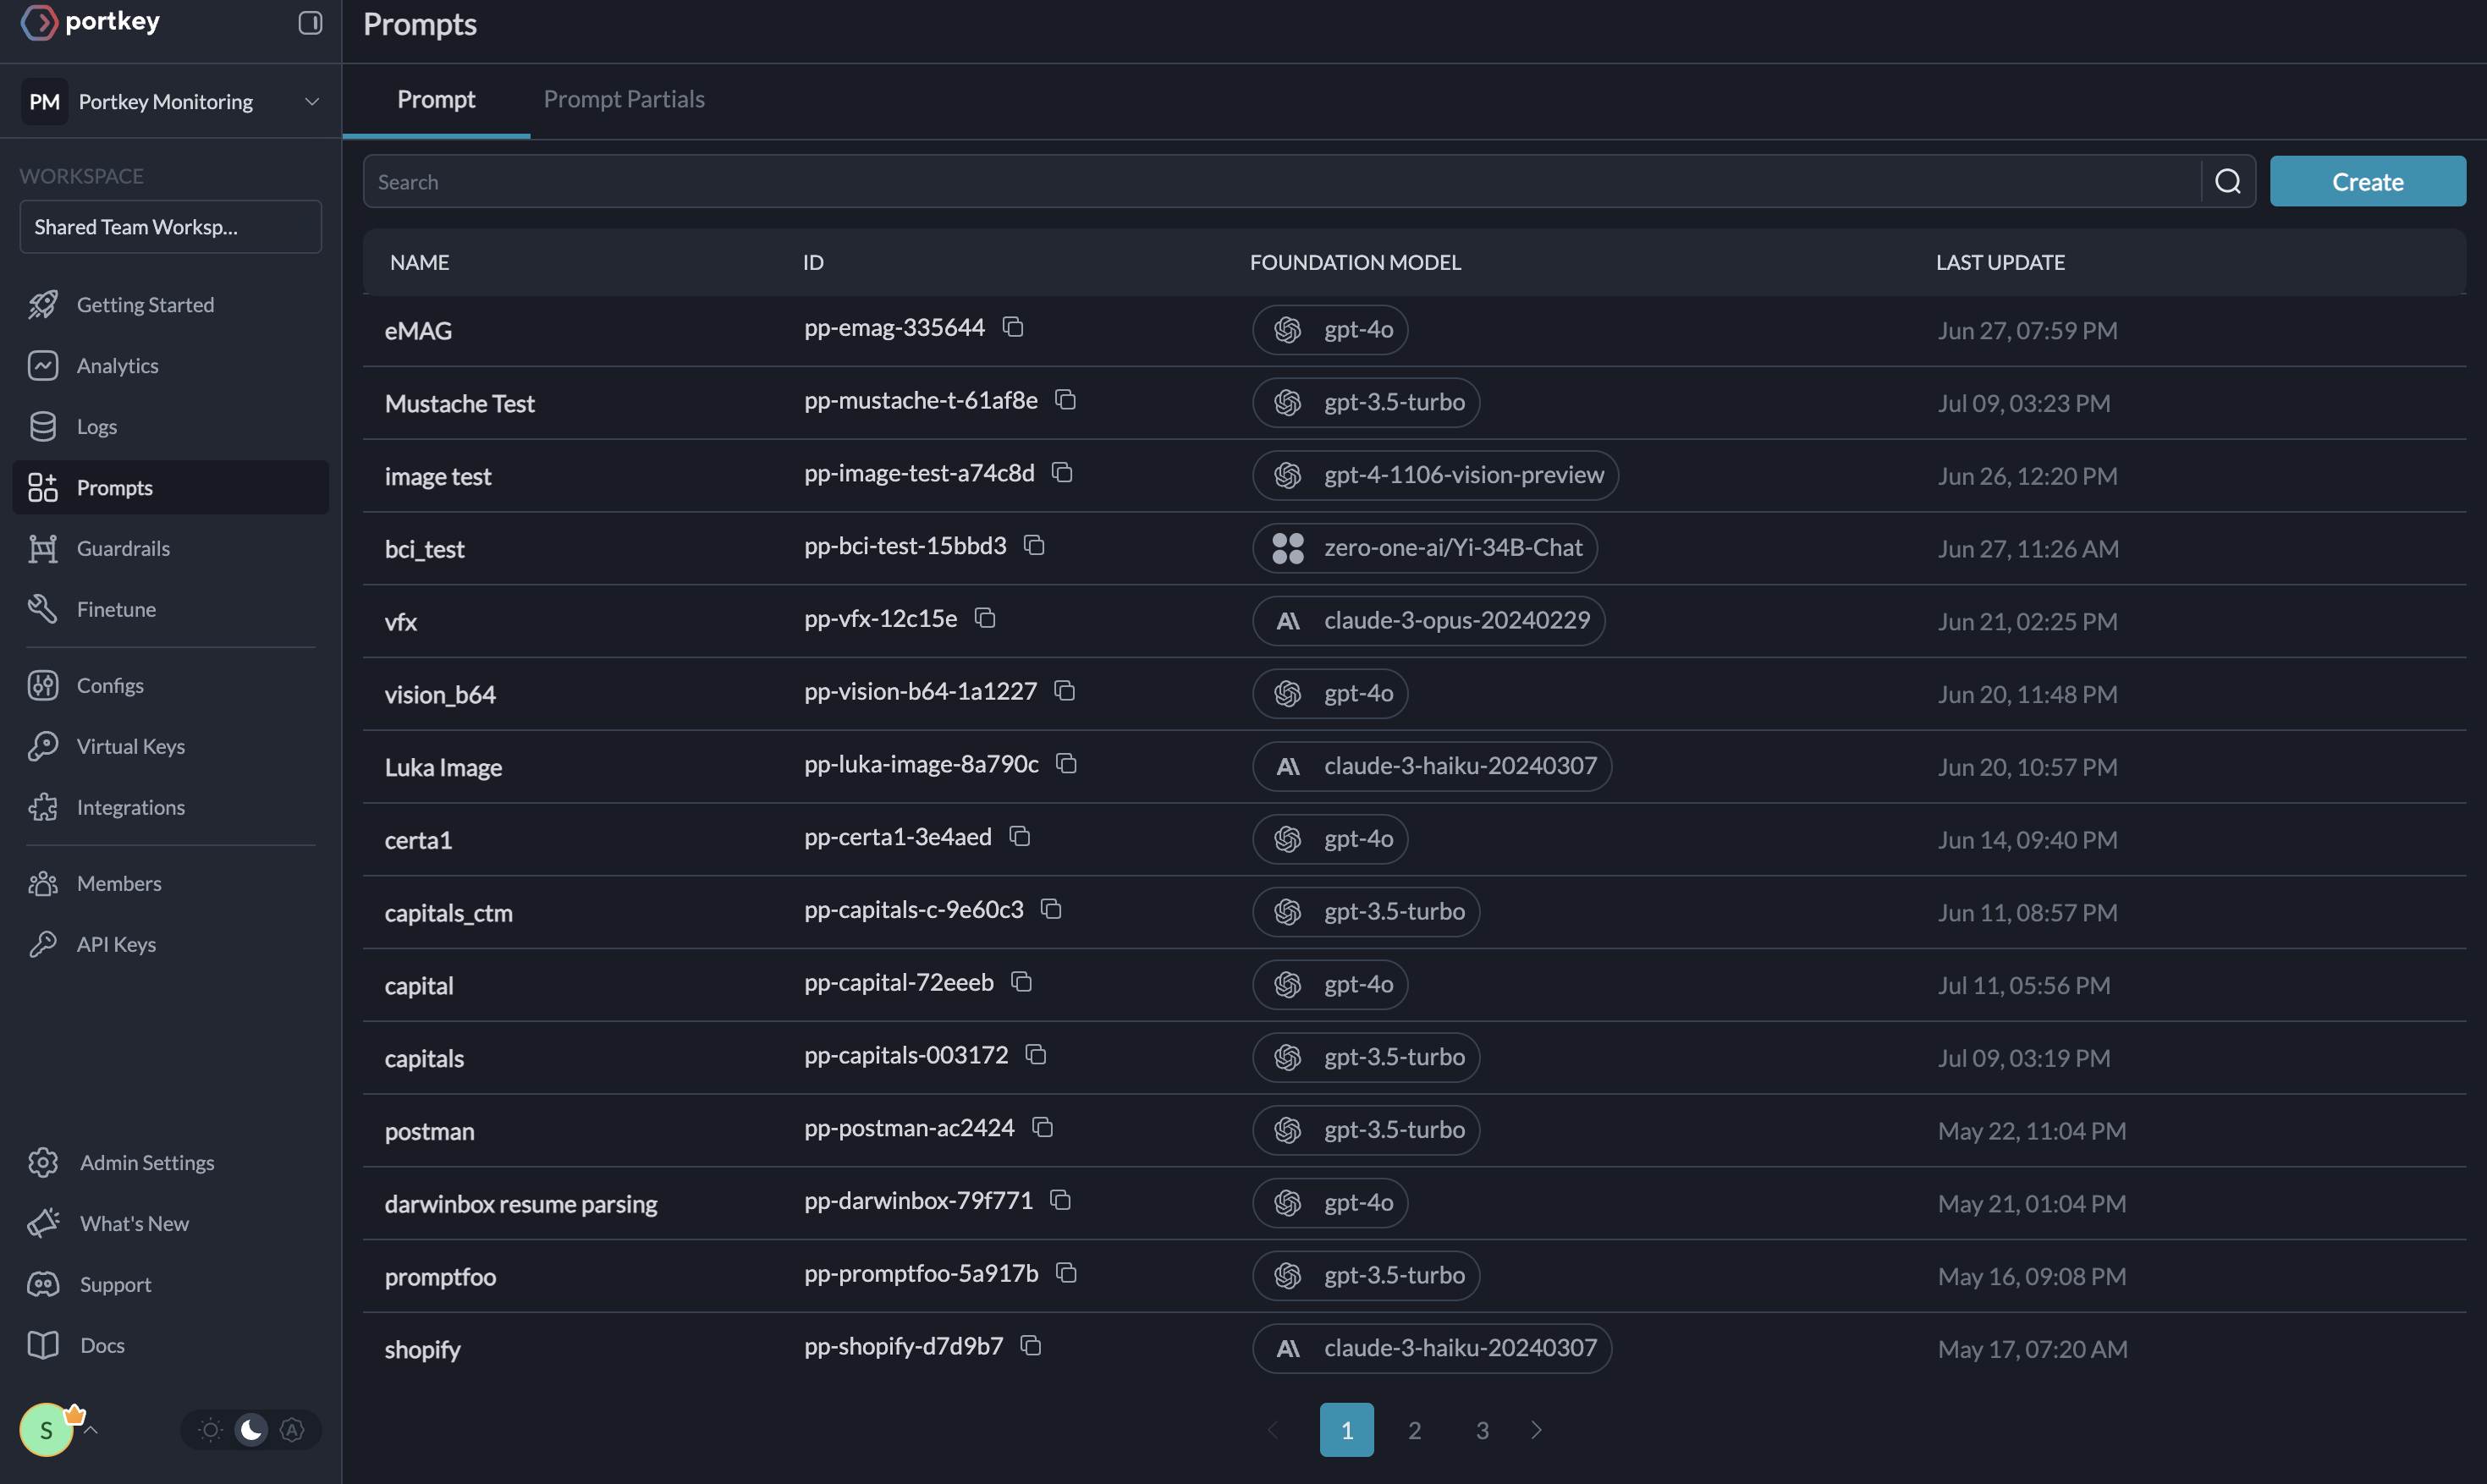 portkey
Prompts
PM Portkey Monitoring
Prompt Prompt Partials
WORKSPACE
Shared Team Worksp...
Search
Create
Getting Started
Analytics
Logs
Prompts
Guardrails
Finetune
Configs
Virtual Keys
Integrations
Members
API Keys
Admin Settings
What's New
Support
Docs
S
NAME ID FOUNDATION MODEL LAST UPDATE
eMAG pp-emag-335644 gpt-4o Jun 27, 07:59 PM
Mustache Test pp-mustache-t-61af8e gpt-3.5-turbo Jul 09, 03:23 PM
image test pp-image-test-a74c8d gpt-4-1106-vision-preview Jun 26, 12:20 PM
bci_test pp-bci-test-15bbd3 zero-one-ai/Yi-34B-Chat Jun 27, 11:26 AM
vfx pp-vfx-12c15e claude-3-opus-20240229 Jun 21, 02:25 PM
vision_b64 pp-vision-b64-1a1227 gpt-4o Jun 20, 11:48 PM
Luka Image pp-luka-image-8a790c claude-3-haiku-20240307 Jun 20, 10:57 PM
certa1 pp-certa1-3e4aed gpt-4o Jun 14, 09:40 PM
capitals_ctm pp-capitals-c-9e60c3 gpt-3.5-turbo Jun 11, 08:57 PM
capital pp-capital-72eeeb gpt-4o Jul 11, 05:56 PM
capitals pp-capitals-003172 gpt-3.5-turbo Jul 09, 03:19 PM
postman pp-postman-ac2424 gpt-3.5-turbo May 22, 11:04 PM
darwinbox resume parsing pp-darwinbox-79f771 gpt-4o May 21, 01:04 PM
promptfoo pp-promptfoo-5a917b gpt-3.5-turbo May 16, 09:08 PM
shopify pp-shopify-d7d9b7 claude-3-haiku-20240307 May 17, 07:20 AM
1 2 3